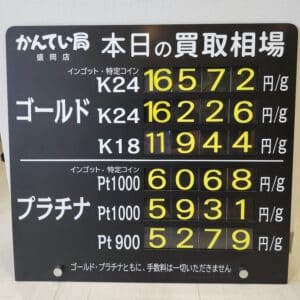 かんてい局
盛岡店
本日の買取相場
インゴット・特定コイン
K24 16572 円/g
ゴールド K24 16226 円/g
K18 11944 円/g
インゴット・特定コイン
Pt1000 6068 円/g
プラチナ Pt1000 5931 円/g
Pt900 5279 円/g
ゴールド・プラチナともに、手数料は一切いただきません